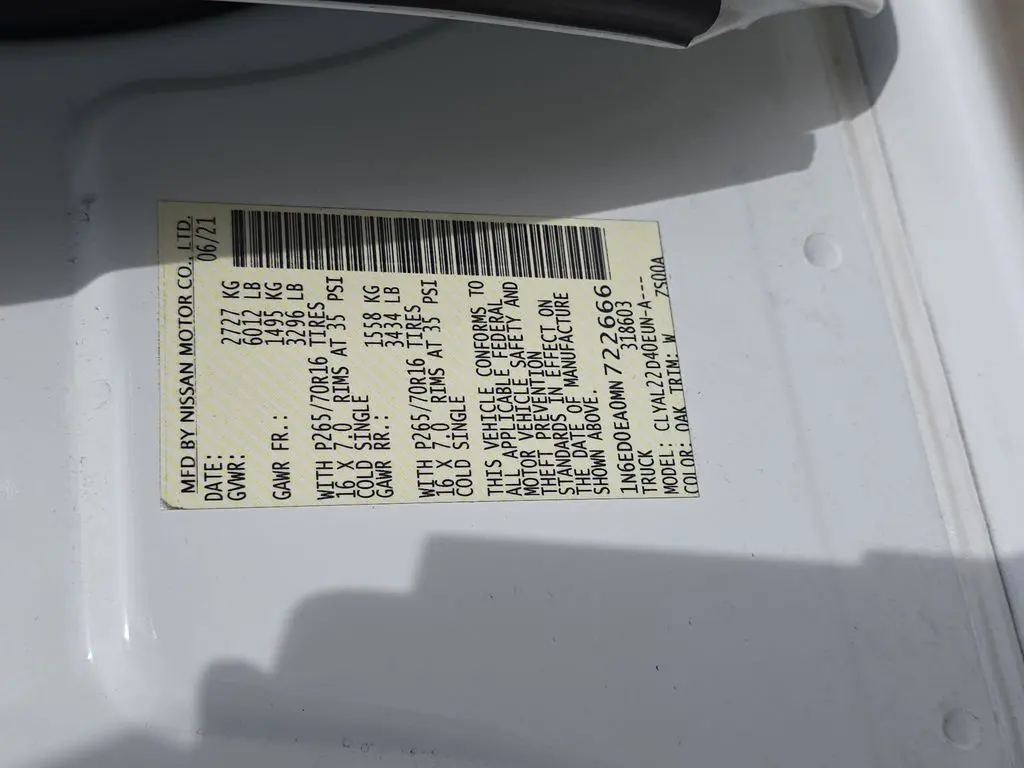 MFD BY NISSAN MOTOR CO., LTD.
DATE: 06/21
GVWR: 2727 KG
6012 LB
GAWR FR.: 1495 KG
3296 LB
WITH P265/70R16 TIRES
16 X 7.0 RIMS AT 35 PSI
COLD SINGLE
GAWR RR.: 1558 KG
3434 LB
WITH P265/70R16 TIRES
16 X 7.0 RIMS AT 35 PSI
COLD SINGLE
THIS VEHICLE CONFORMS TO
ALL APPLICABLE FEDERAL
MOTOR VEHICLE SAFETY AND
THEFT PREVENTION
STANDARDS IN EFFECT ON
THE DATE OF MANUFACTURE
SHOWN ABOVE.
1N6ED0EA0MN722666
TRUCK 318603
MODEL: CLYAL22D40EUN-A---
COLOR: QAK TRIM: W ZS00A